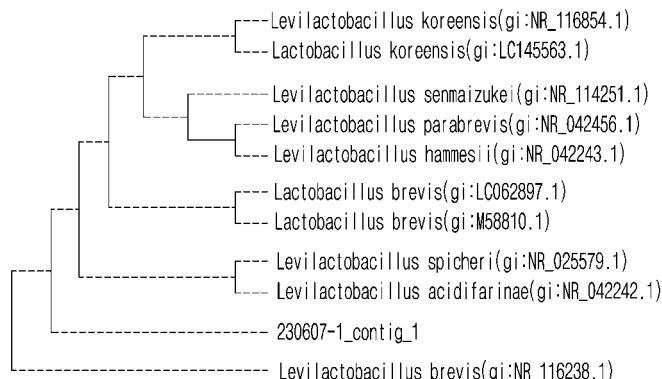 Levilactobacillus koreensis(gi:NR_116854.1)
Lactobacillus koreensis(gi:LC145563.1)
Levilactobacillus senmaizukei(gi:NR_114251.1)
Levilactobacillus parabrevis(gi:NR_042456.1)
Levilactobacillus hammesii(gi:NR_042243.1)
Lactobacillus brevis(gi:LC062897.1)
Lactobacillus brevis(gi:M58810.1)
Levilactobacillus spicheri(gi:NR_025579.1)
Levilactobacillus acidifarinae(gi:NR_042242.1)
230607-1_contig_1
Levilactobacillus brevis(gi:NR_116238.1)